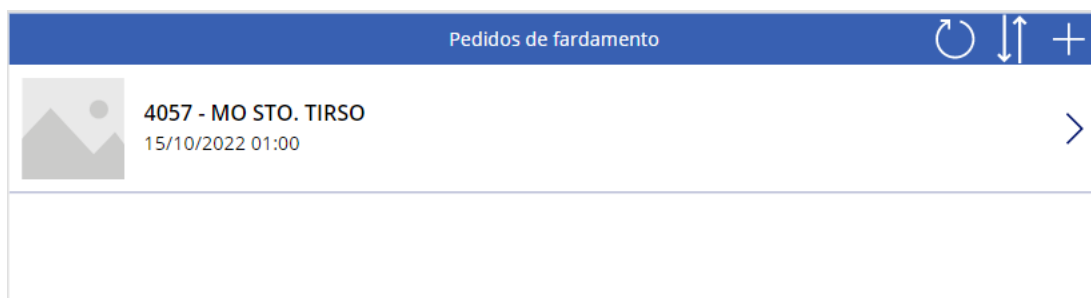 Pedidos de fardamento
4057 - MO STO. TIRSO
15/10/2022 01:00